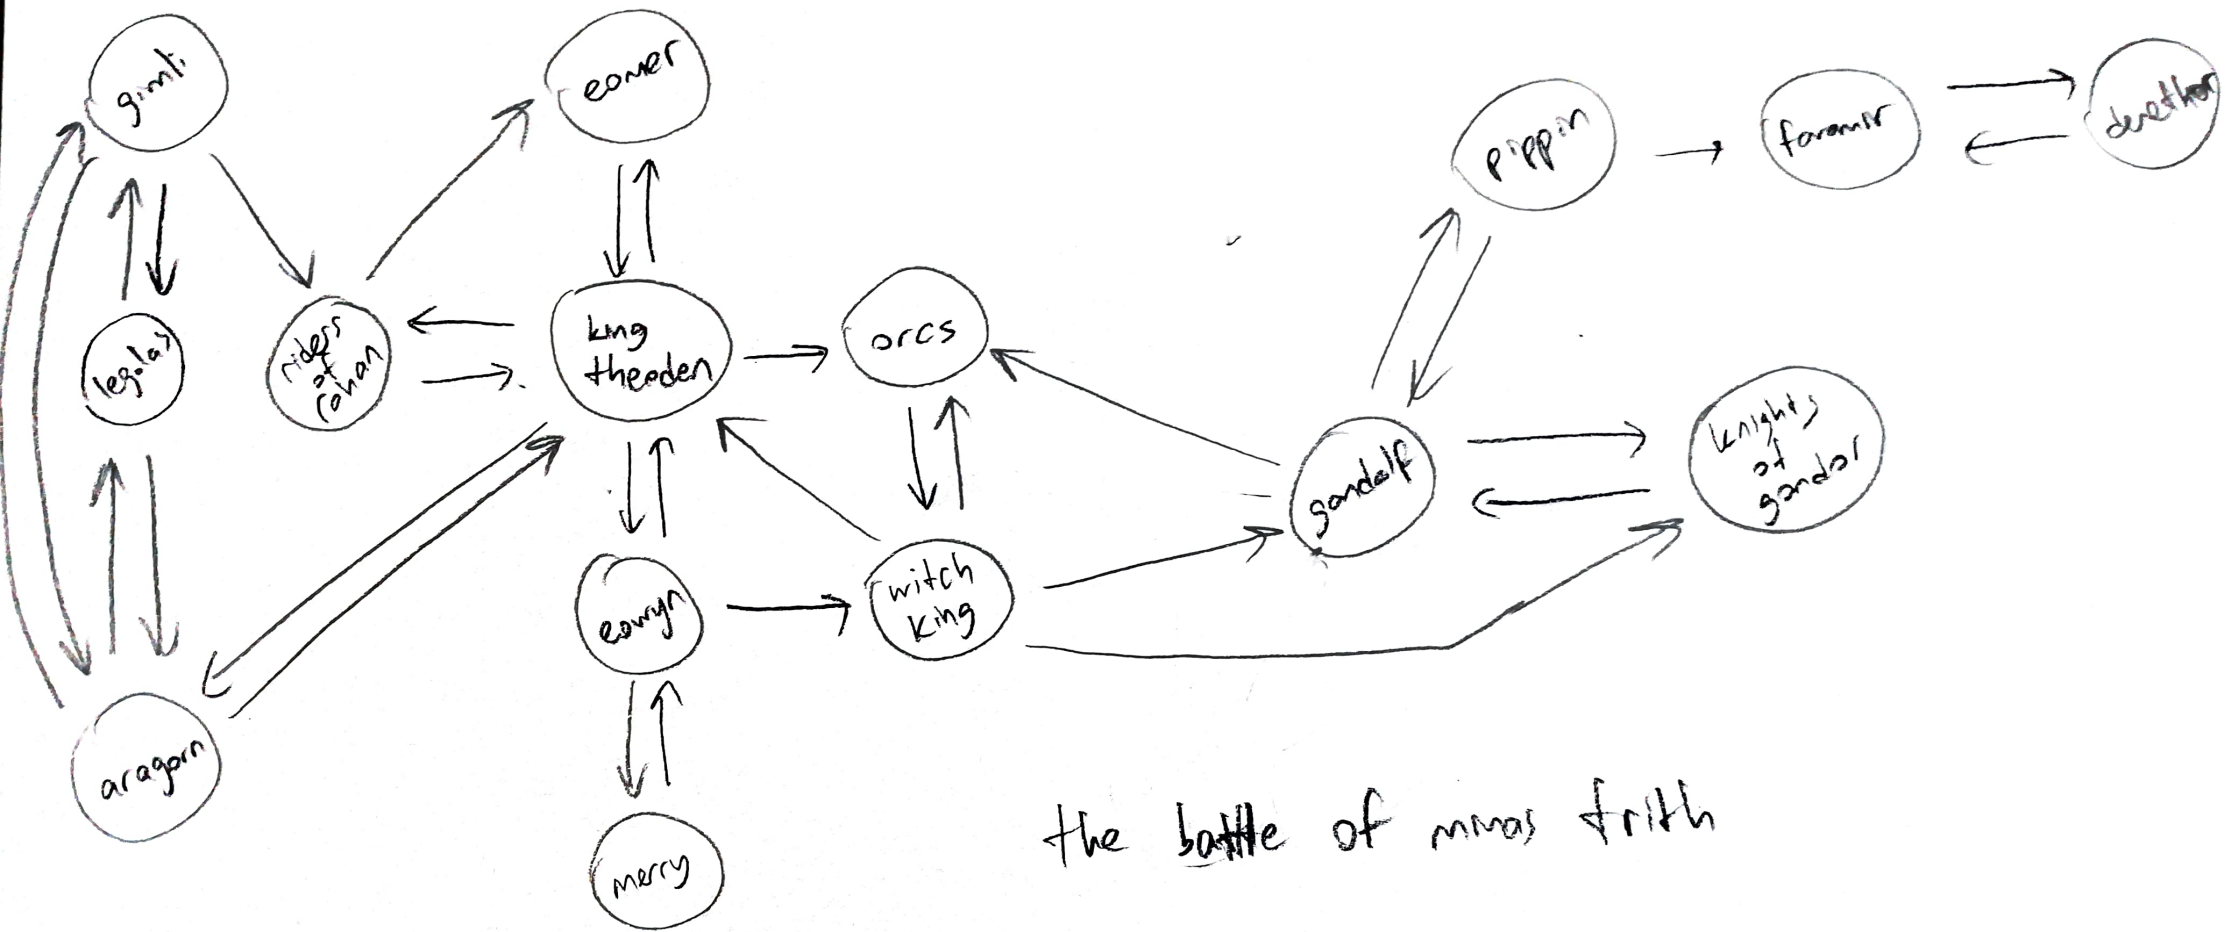 gimli
eomer
pippin
faramir
denethor
legolas
riders
of
rohan
king
theoden
orcs
gandalf
knights
of
gondor
eowyn
witch
king
aragorn
merry
the battle of minas trith